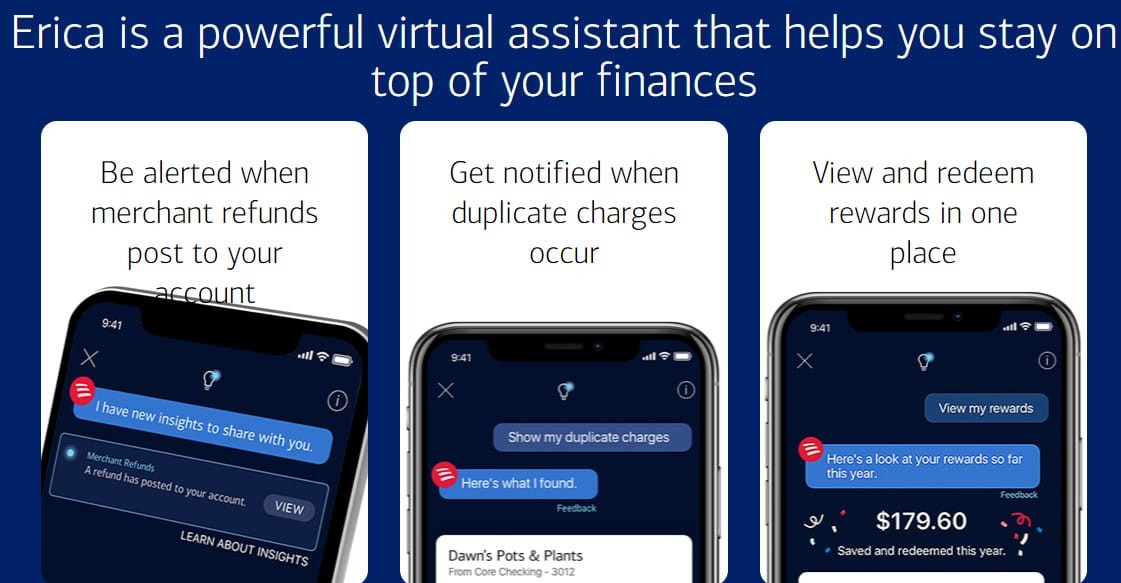 Erica is a powerful virtual assistant that helps you stay on
top of your finances
Be alerted when
merchant refunds
post to your
account
9:41
I have new insights to share with you.
Merchant Refunds
A refund has posted to your account.
VIEW
LEARN ABOUT INSIGHTS
Get notified when
duplicate charges
occur
9:41
Show my duplicate charges
Here's what I found.
Feedback
Dawn's Pots & Plants
From Core Checking - 3012
View and redeem
rewards in one
place
9:41
View my rewards
Here's a look at your rewards so far
this year.
Feedback
$179.60
Saved and redeemed this year.